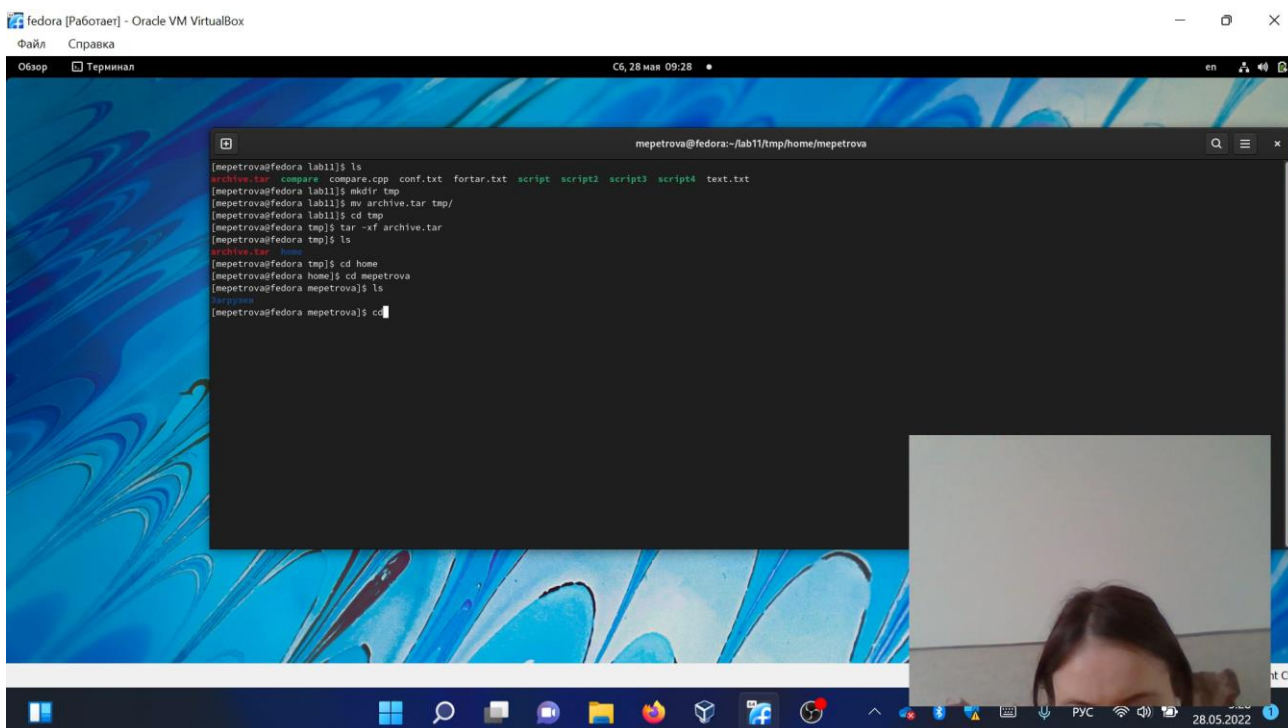 fedora [Работает] - Oracle VM VirtualBox
Файл Справка
Обзор Терминал Сб, 28 мая 09:28 en
mepetrova@fedora:~/lab11/tmp/home/mepetrova
[mepetrova@fedora lab11]$ ls
archive.tar compare compare.cpp conf.txt fortar.txt script script2 script3 script4 text.txt
[mepetrova@fedora lab11]$ mkdir tmp
[mepetrova@fedora lab11]$ mv archive.tar tmp/
[mepetrova@fedora lab11]$ cd tmp
[mepetrova@fedora tmp]$ tar -xf archive.tar
[mepetrova@fedora tmp]$ ls
archive.tar home
[mepetrova@fedora tmp]$ cd home
[mepetrova@fedora home]$ cd mepetrova
[mepetrova@fedora mepetrova]$ ls
Загрузки
[mepetrova@fedora mepetrova]$ cd
РУС
28.05.2022
1